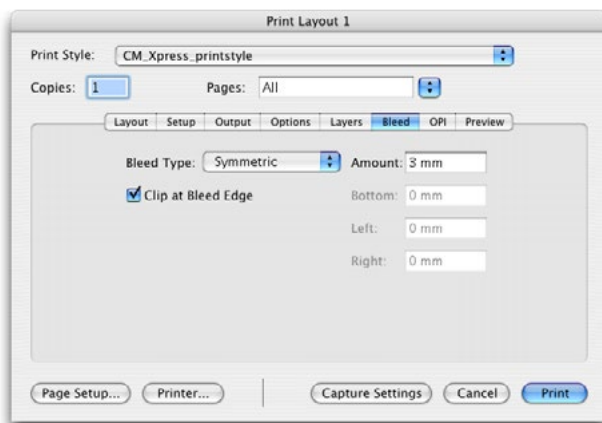 Print Layout 1
Print Style: CM_Xpress_printstyle
Copies: 1 Pages: All
Layout Setup Output Options Layers Bleed OPI Preview
Bleed Type: Symmetric Amount: 3 mm
Clip at Bleed Edge Bottom: 0 mm
Left: 0 mm
Right: 0 mm
Page Setup... Printer... Capture Settings Cancel Print